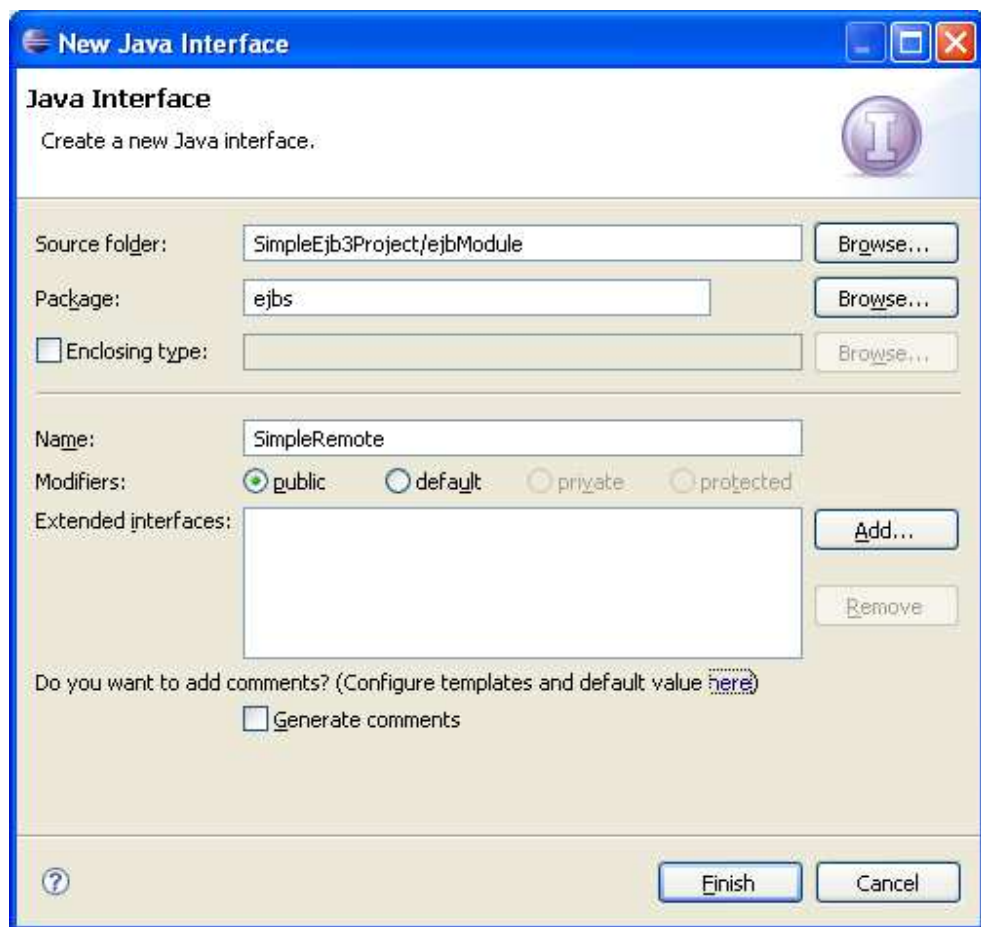 New Java Interface
Java Interface
Create a new Java interface.
I
Source folder: SimpleEjb3Project/ejbModule Browse...
Package: ejbs Browse...
Enclosing type: Browse...
Name: SimpleRemote
Modifiers: public default private protected
Extended interfaces: Add...
Remove
Do you want to add comments? (Configure templates and default value here)
Generate comments
? Finish Cancel